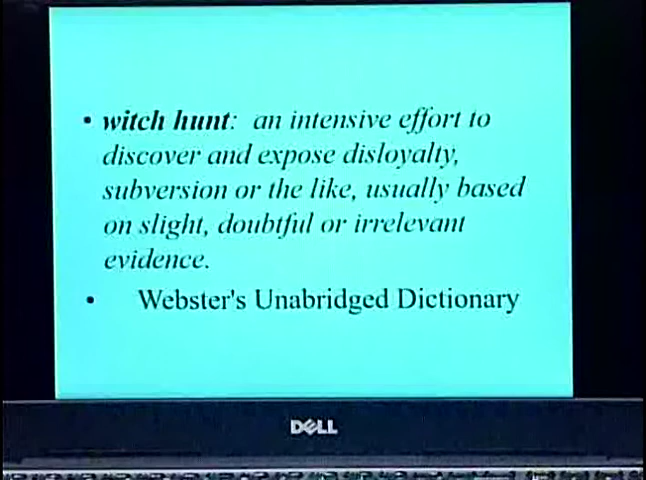 • witch hunt: an intensive effort to
discover and expose disloyalty,
subversion or the like, usually based
on slight, doubtful or irrelevant
evidence.
• Webster's Unabridged Dictionary
DELL